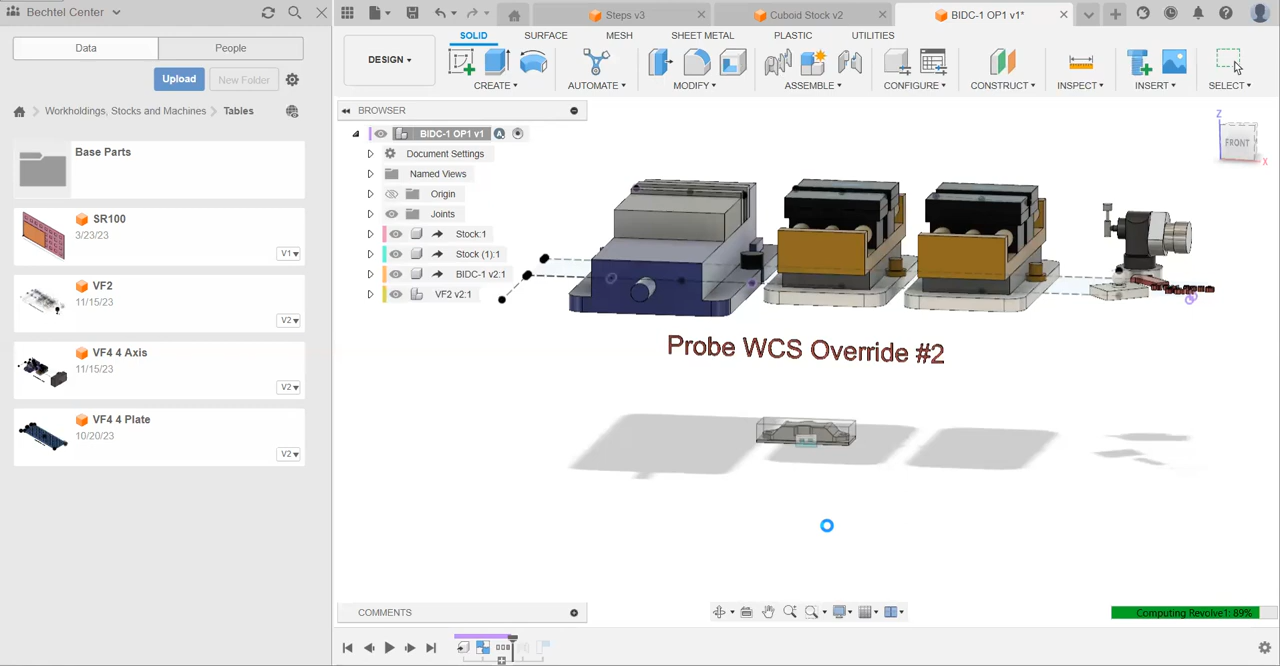 Bechtel Center
Steps v3
Cuboid Stock v2
BIDC-1 OP1 v1*
Data
People
Upload
New Folder
Workholdings, Stocks and Machines
Tables
Base Parts
SR100
3/23/23
V1
VF2
11/15/23
V2
VF4 4 Axis
11/15/23
V2
VF4 4 Plate
10/20/23
V2
SOLID
SURFACE
MESH
SHEET METAL
PLASTIC
UTILITIES
DESIGN
CREATE
AUTOMATE
MODIFY
ASSEMBLE
CONFIGURE
CONSTRUCT
INSPECT
INSERT
SELECT
BROWSER
BIDC-1 OP1 v1
A
Document Settings
Named Views
Origin
Joints
Stock:1
Stock (1):1
BIDC-1 v2:1
VF2 v2:1
Z
FRONT
X
Probe WCS Override #2
COMMENTS
Computing Revolve1: 89%